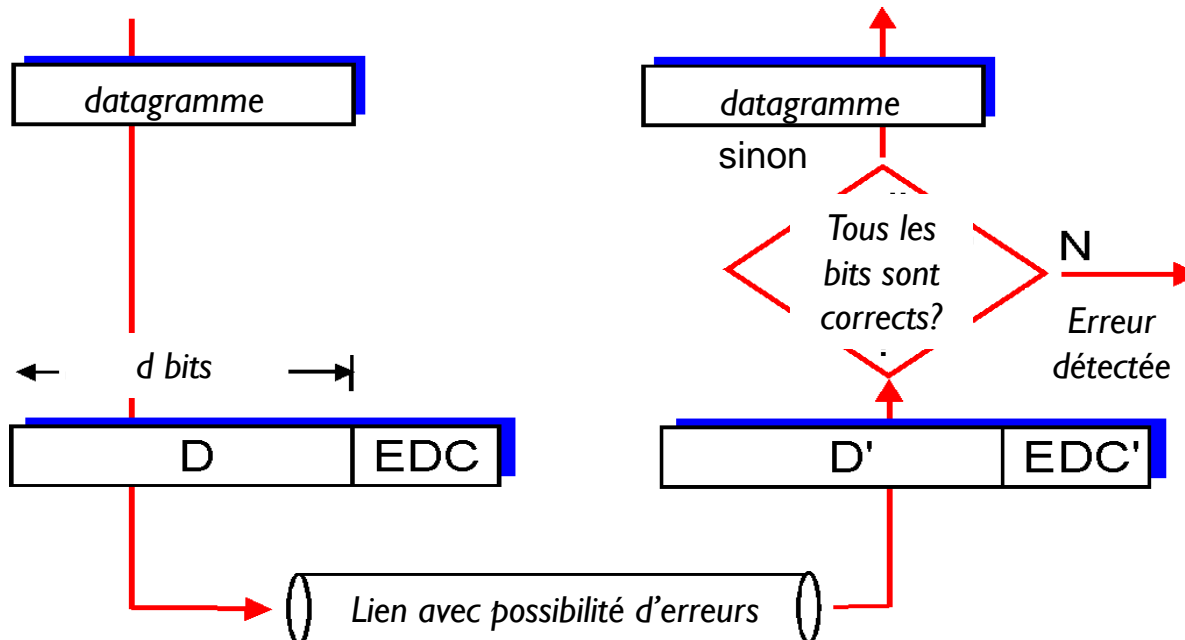 datagramme
d bits
D EDC
Lien avec possibilité d’erreurs
datagramme
sinon
Tous les
bits sont
corrects?
N
Erreur
détectée
D' EDC'